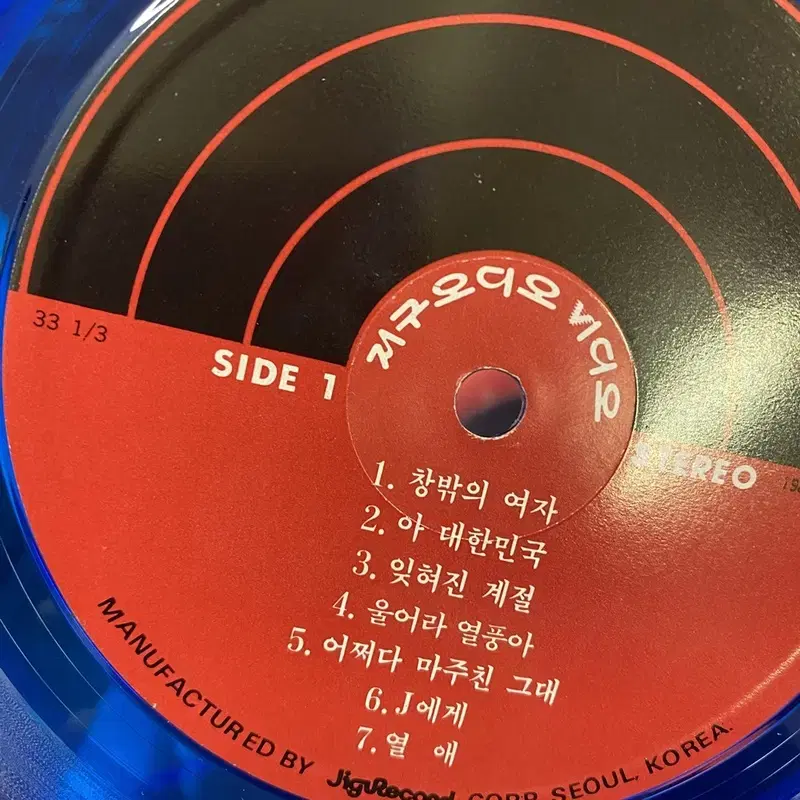 지구오디오 비디오
33 1/3
SIDE 1
STEREO
1. 창밖의 여자
2. 아 대한민국
3. 잊혀진 계절
4. 울어라 열풍아
5. 어쩌다 마주친 그대
6. J에게
7. 열 애
MANUFACTURED BY JiguRecord CORP. SEOUL, KOREA.